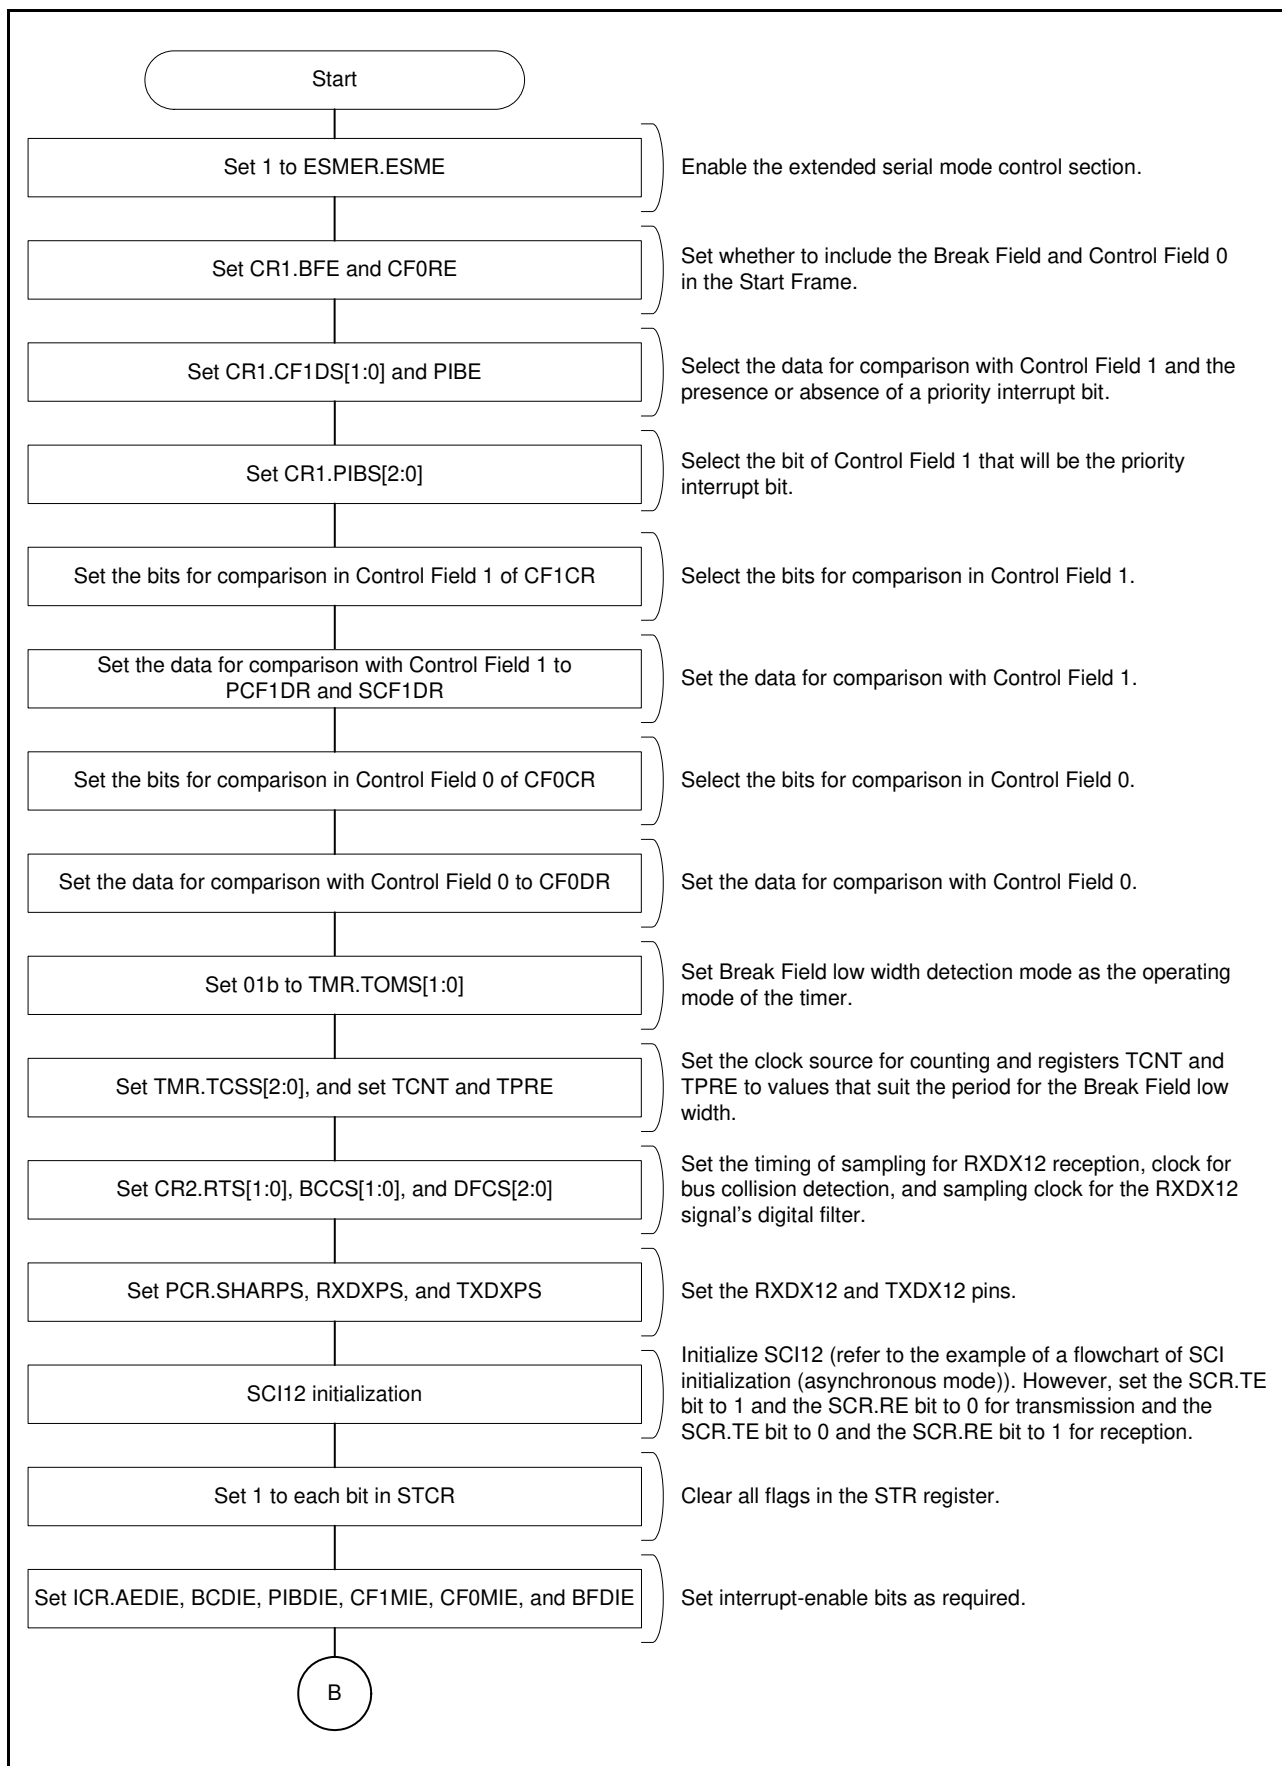 Start
Set 1 to ESMER.ESME
Enable the extended serial mode control section.
Set CR1.BFE and CF0RE
Set whether to include the Break Field and Control Field 0
in the Start Frame.
Set CR1.CF1DS[1:0] and PIBE
Select the data for comparison with Control Field 1 and the
presence or absence of a priority interrupt bit.
Set CR1.PIBS[2:0]
Select the bit of Control Field 1 that will be the priority
interrupt bit.
Set the bits for comparison in Control Field 1 of CF1CR
Select the bits for comparison in Control Field 1.
Set the data for comparison with Control Field 1 to
PCF1DR and SCF1DR
Set the data for comparison with Control Field 1.
Set the bits for comparison in Control Field 0 of CF0CR
Select the bits for comparison in Control Field 0.
Set the data for comparison with Control Field 0 to CF0DR
Set the data for comparison with Control Field 0.
Set 01b to TMR.TOMS[1:0]
Set Break Field low width detection mode as the operating
mode of the timer.
Set TMR.TCSS[2:0], and set TCNT and TPRE
Set the clock source for counting and registers TCNT and
TPRE to values that suit the period for the Break Field low
width.
Set CR2.RTS[1:0], BCCS[1:0], and DFCS[2:0]
Set the timing of sampling for RXDX12 reception, clock for
bus collision detection, and sampling clock for the RXDX12
signal’s digital filter.
Set PCR.SHARPS, RXDXPS, and TXDXPS
Set the RXDX12 and TXDX12 pins.
SCI12 initialization
Initialize SCI12 (refer to the example of a flowchart of SCI
initialization (asynchronous mode)). However, set the SCR.TE
bit to 1 and the SCR.RE bit to 0 for transmission and the
SCR.TE bit to 0 and the SCR.RE bit to 1 for reception.
Set 1 to each bit in STCR
Clear all flags in the STR register.
Set ICR.AEDIE, BCDIE, PIBDIE, CF1MIE, CF0MIE, and BFDIE
Set interrupt-enable bits as required.
B